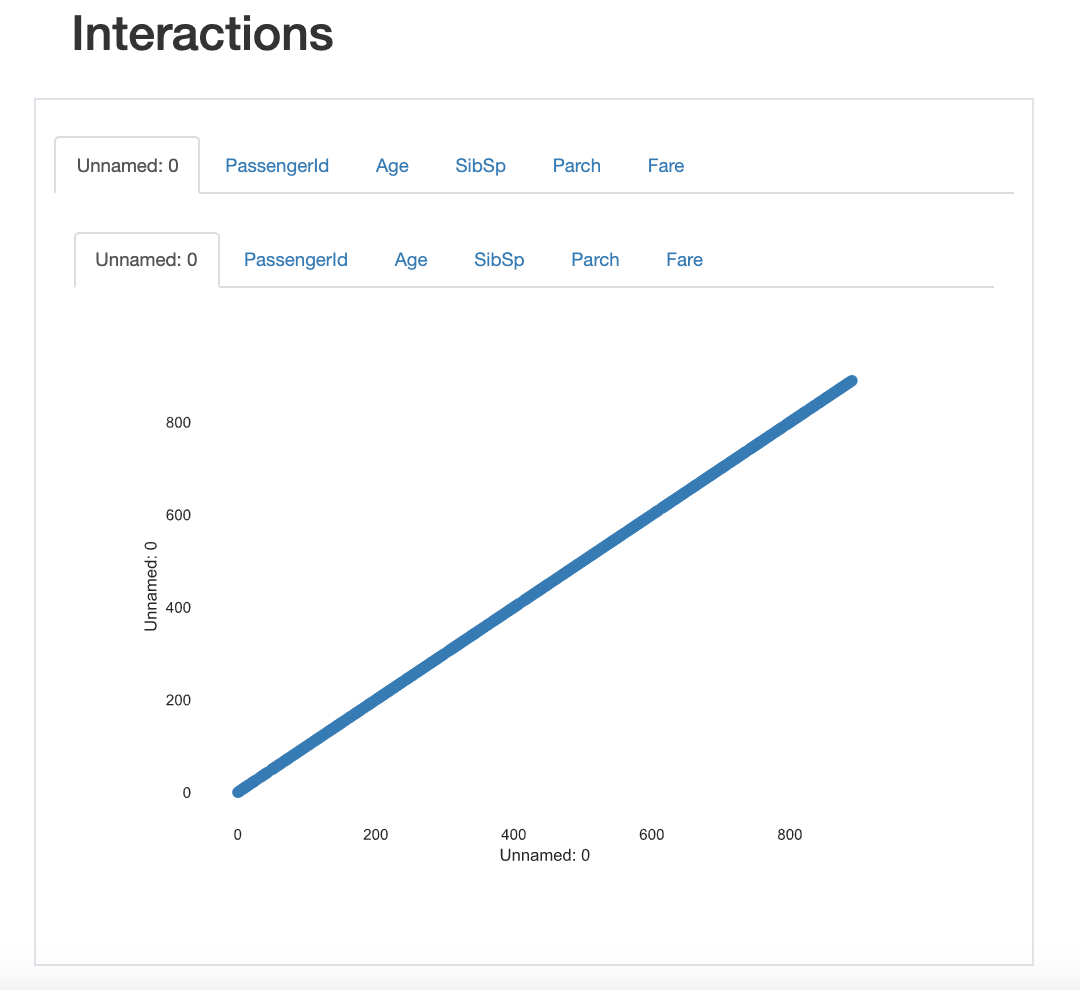 Interactions
Unnamed: 0 PassengerId Age SibSp Parch Fare
Unnamed: 0 PassengerId Age SibSp Parch Fare
800
600
400
200
0
Unnamed: 0
0 200 400 600 800
Unnamed: 0